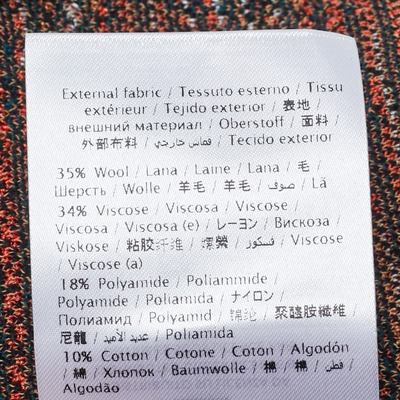 External fabric / Tessuto esterno / Tissu
extérieur / Tejido exterior / 表地 /
внешний материал / Oberstoff / 面料 /
外部布料 / قماش خارجي / Tecido exterior
35% Wool / Lana / Laine / Lana / 毛 /
Шерсть / Wolle / 羊毛 / 羊毛 / صوف / Lã
34% Viscose / Viscosa / Viscose /
Viscosa / Viscosa (e) / レーヨン / Вискоза /
Viskose / 粘胶纤维 / 嫘縈 / فسكوز / Viscose
/ Viscose (a)
18% Polyamide / Poliammide /
Polyamide / Poliamida / ナイロン /
Полиамид / Polyamid / 锦纶 / 聚醯胺纖維 /
尼龍 / عديد الأميد / Poliamida
10% Cotton / Cotone / Coton / Algodón
/ 綿 / Хлопок / Baumwolle / 棉 / 棉 / قطن /
Algodão